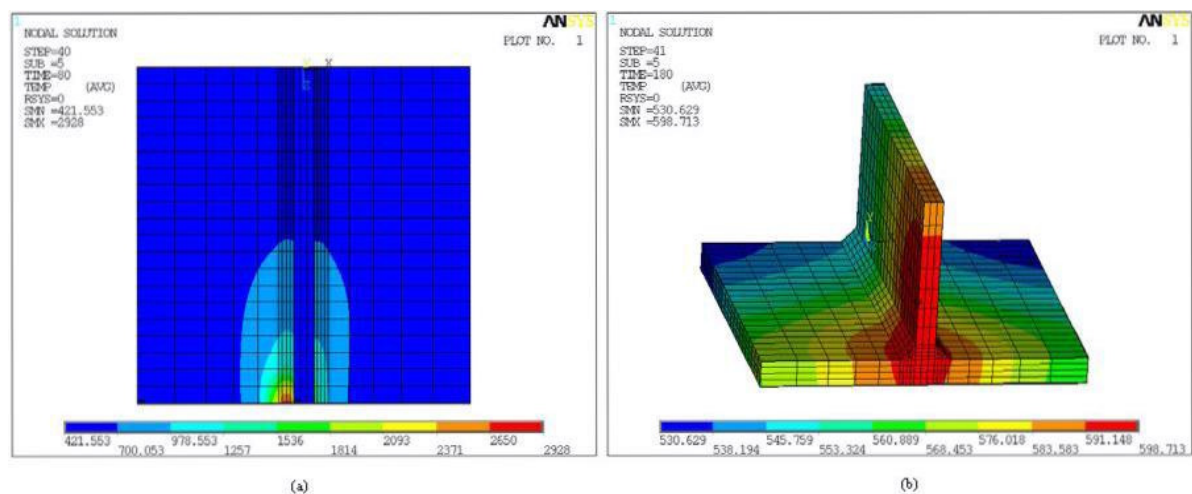 1
ANSYS
NODAL SOLUTION
PLOT NO. 1
STEP=40
SUB =5
TIME=80
TEMP (AVG)
RSYS=0
SMN =421.553
SMX =2928
Y X
Z
421.553 978.553 1536 2093 2650
700.053 1257 1814 2371 2928
(a)
1
ANSYS
NODAL SOLUTION
PLOT NO. 1
STEP=41
SUB =5
TIME=180
TEMP (AVG)
RSYS=0
SMN =530.629
SMX =598.713
Y
530.629 545.759 560.889 576.018 591.148
538.194 553.324 568.453 583.583 598.713
(b)